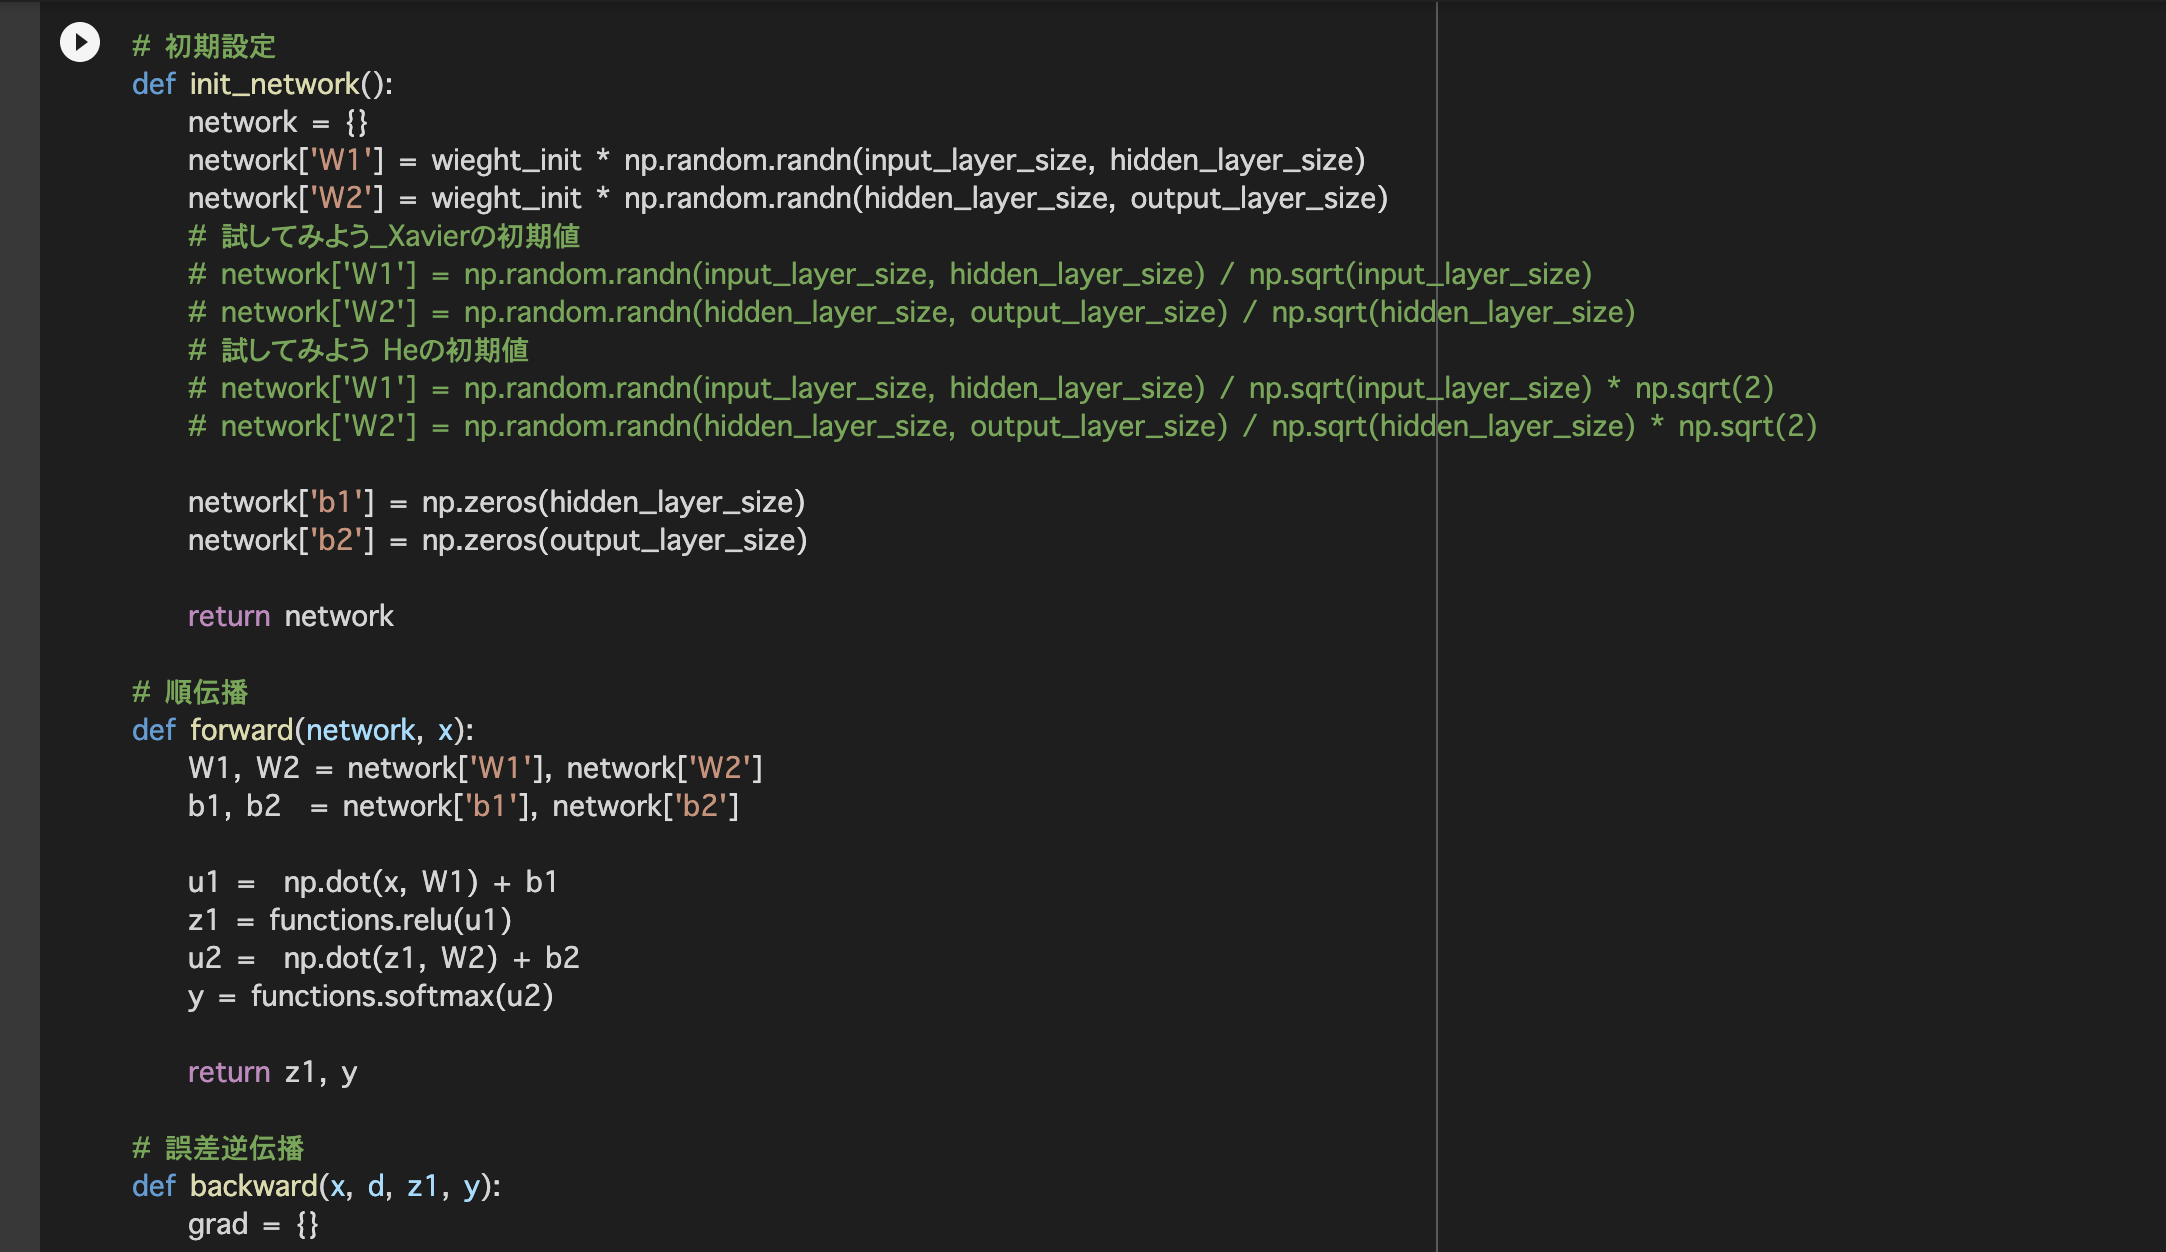 # 初期設定
def init_network():
    network = {}
    network['W1'] = wieght_init * np.random.randn(input_layer_size, hidden_layer_size)
    network['W2'] = wieght_init * np.random.randn(hidden_layer_size, output_layer_size)
    # 試してみよう_Xavierの初期値
    # network['W1'] = np.random.randn(input_layer_size, hidden_layer_size) / np.sqrt(input_layer_size)
    # network['W2'] = np.random.randn(hidden_layer_size, output_layer_size) / np.sqrt(hidden_layer_size)
    # 試してみよう Heの初期値
    # network['W1'] = np.random.randn(input_layer_size, hidden_layer_size) / np.sqrt(input_layer_size) * np.sqrt(2)
    # network['W2'] = np.random.randn(hidden_layer_size, output_layer_size) / np.sqrt(hidden_layer_size) * np.sqrt(2)

    network['b1'] = np.zeros(hidden_layer_size)
    network['b2'] = np.zeros(output_layer_size)

    return network

# 順伝播
def forward(network, x):
    W1, W2 = network['W1'], network['W2']
    b1, b2  = network['b1'], network['b2']

    u1 =  np.dot(x, W1) + b1
    z1 = functions.relu(u1)
    u2 =  np.dot(z1, W2) + b2
    y = functions.softmax(u2)

    return z1, y

# 誤差逆伝播
def backward(x, d, z1, y):
    grad = {}